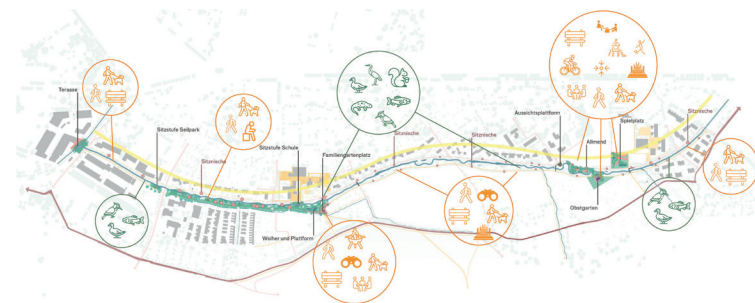 Terasse
Sitzstufe Seilpark
Sitznische
Sitzstufe Schule
Familiengartenplatz
Weiher und Plattform
Sitznische
Sitznische
Aussichtsplattform
Allmend
Spielplatz
Obstgarten
Sitznische